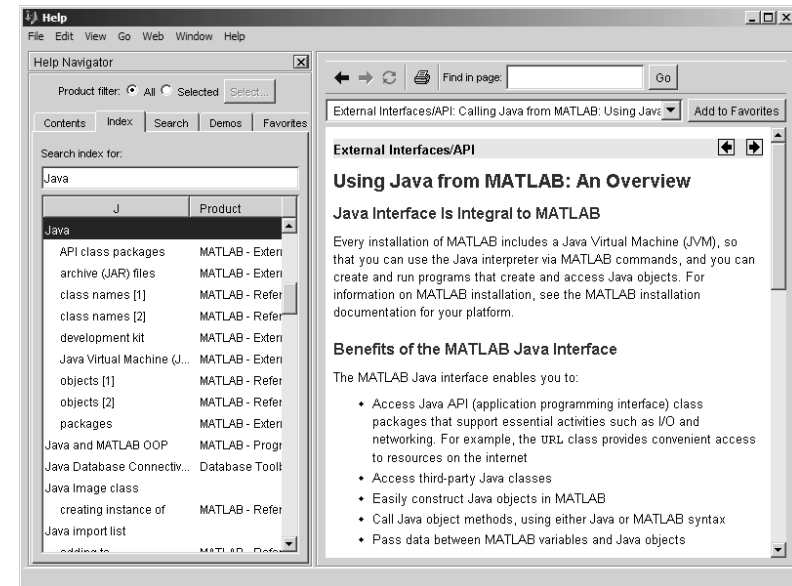 Help
File Edit View Go Web Window Help
Help Navigator
Product filter: All Selected Select...
Contents Index Search Demos Favorites
Search index for:
Java
J Product
Java
API class packages MATLAB - Extern
archive (JAR) files MATLAB - Extern
class names [1] MATLAB - Refer
class names [2] MATLAB - Refer
development kit MATLAB - Extern
Java Virtual Machine (J... MATLAB - Extern
objects [1] MATLAB - Refer
objects [2] MATLAB - Refer
packages MATLAB - Extern
Java and MATLAB OOP MATLAB - Progr
Java Database Connectiv... Database Toolb
Java Image class
creating instance of MATLAB - Refer
Java import list
adding to MATLAB - Refer
Find in page: Go
External Interfaces/API: Calling Java from MATLAB: Using Java Add to Favorites
External Interfaces/API
Using Java from MATLAB: An Overview
Java Interface Is Integral to MATLAB
Every installation of MATLAB includes a Java Virtual Machine (JVM), so
that you can use the Java interpreter via MATLAB commands, and you can
create and run programs that create and access Java objects. For
information on MATLAB installation, see the MATLAB installation
documentation for your platform.
Benefits of the MATLAB Java Interface
The MATLAB Java interface enables you to:
• Access Java API (application programming interface) class
packages that support essential activities such as I/O and
networking. For example, the URL class provides convenient access
to resources on the internet
• Access third-party Java classes
• Easily construct Java objects in MATLAB
• Call Java object methods, using either Java or MATLAB syntax
• Pass data between MATLAB variables and Java objects